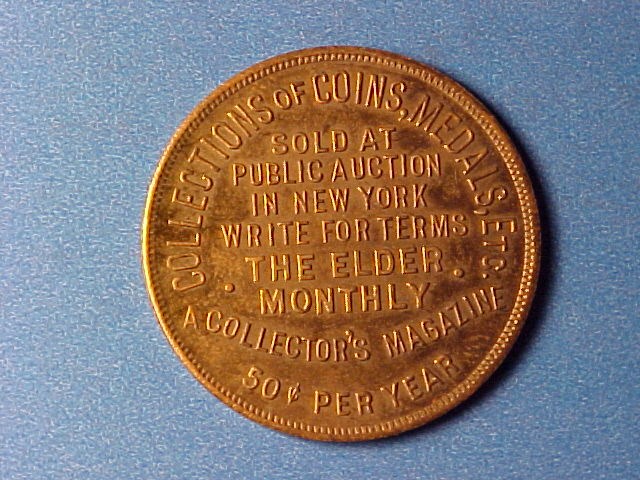 COLLECTIONS OF COINS, MEDALS, ETC.
SOLD AT
PUBLIC AUCTION
IN NEW YORK
WRITE FOR TERMS
· THE ELDER ·
MONTHLY
A COLLECTOR'S MAGAZINE
50¢ PER YEAR